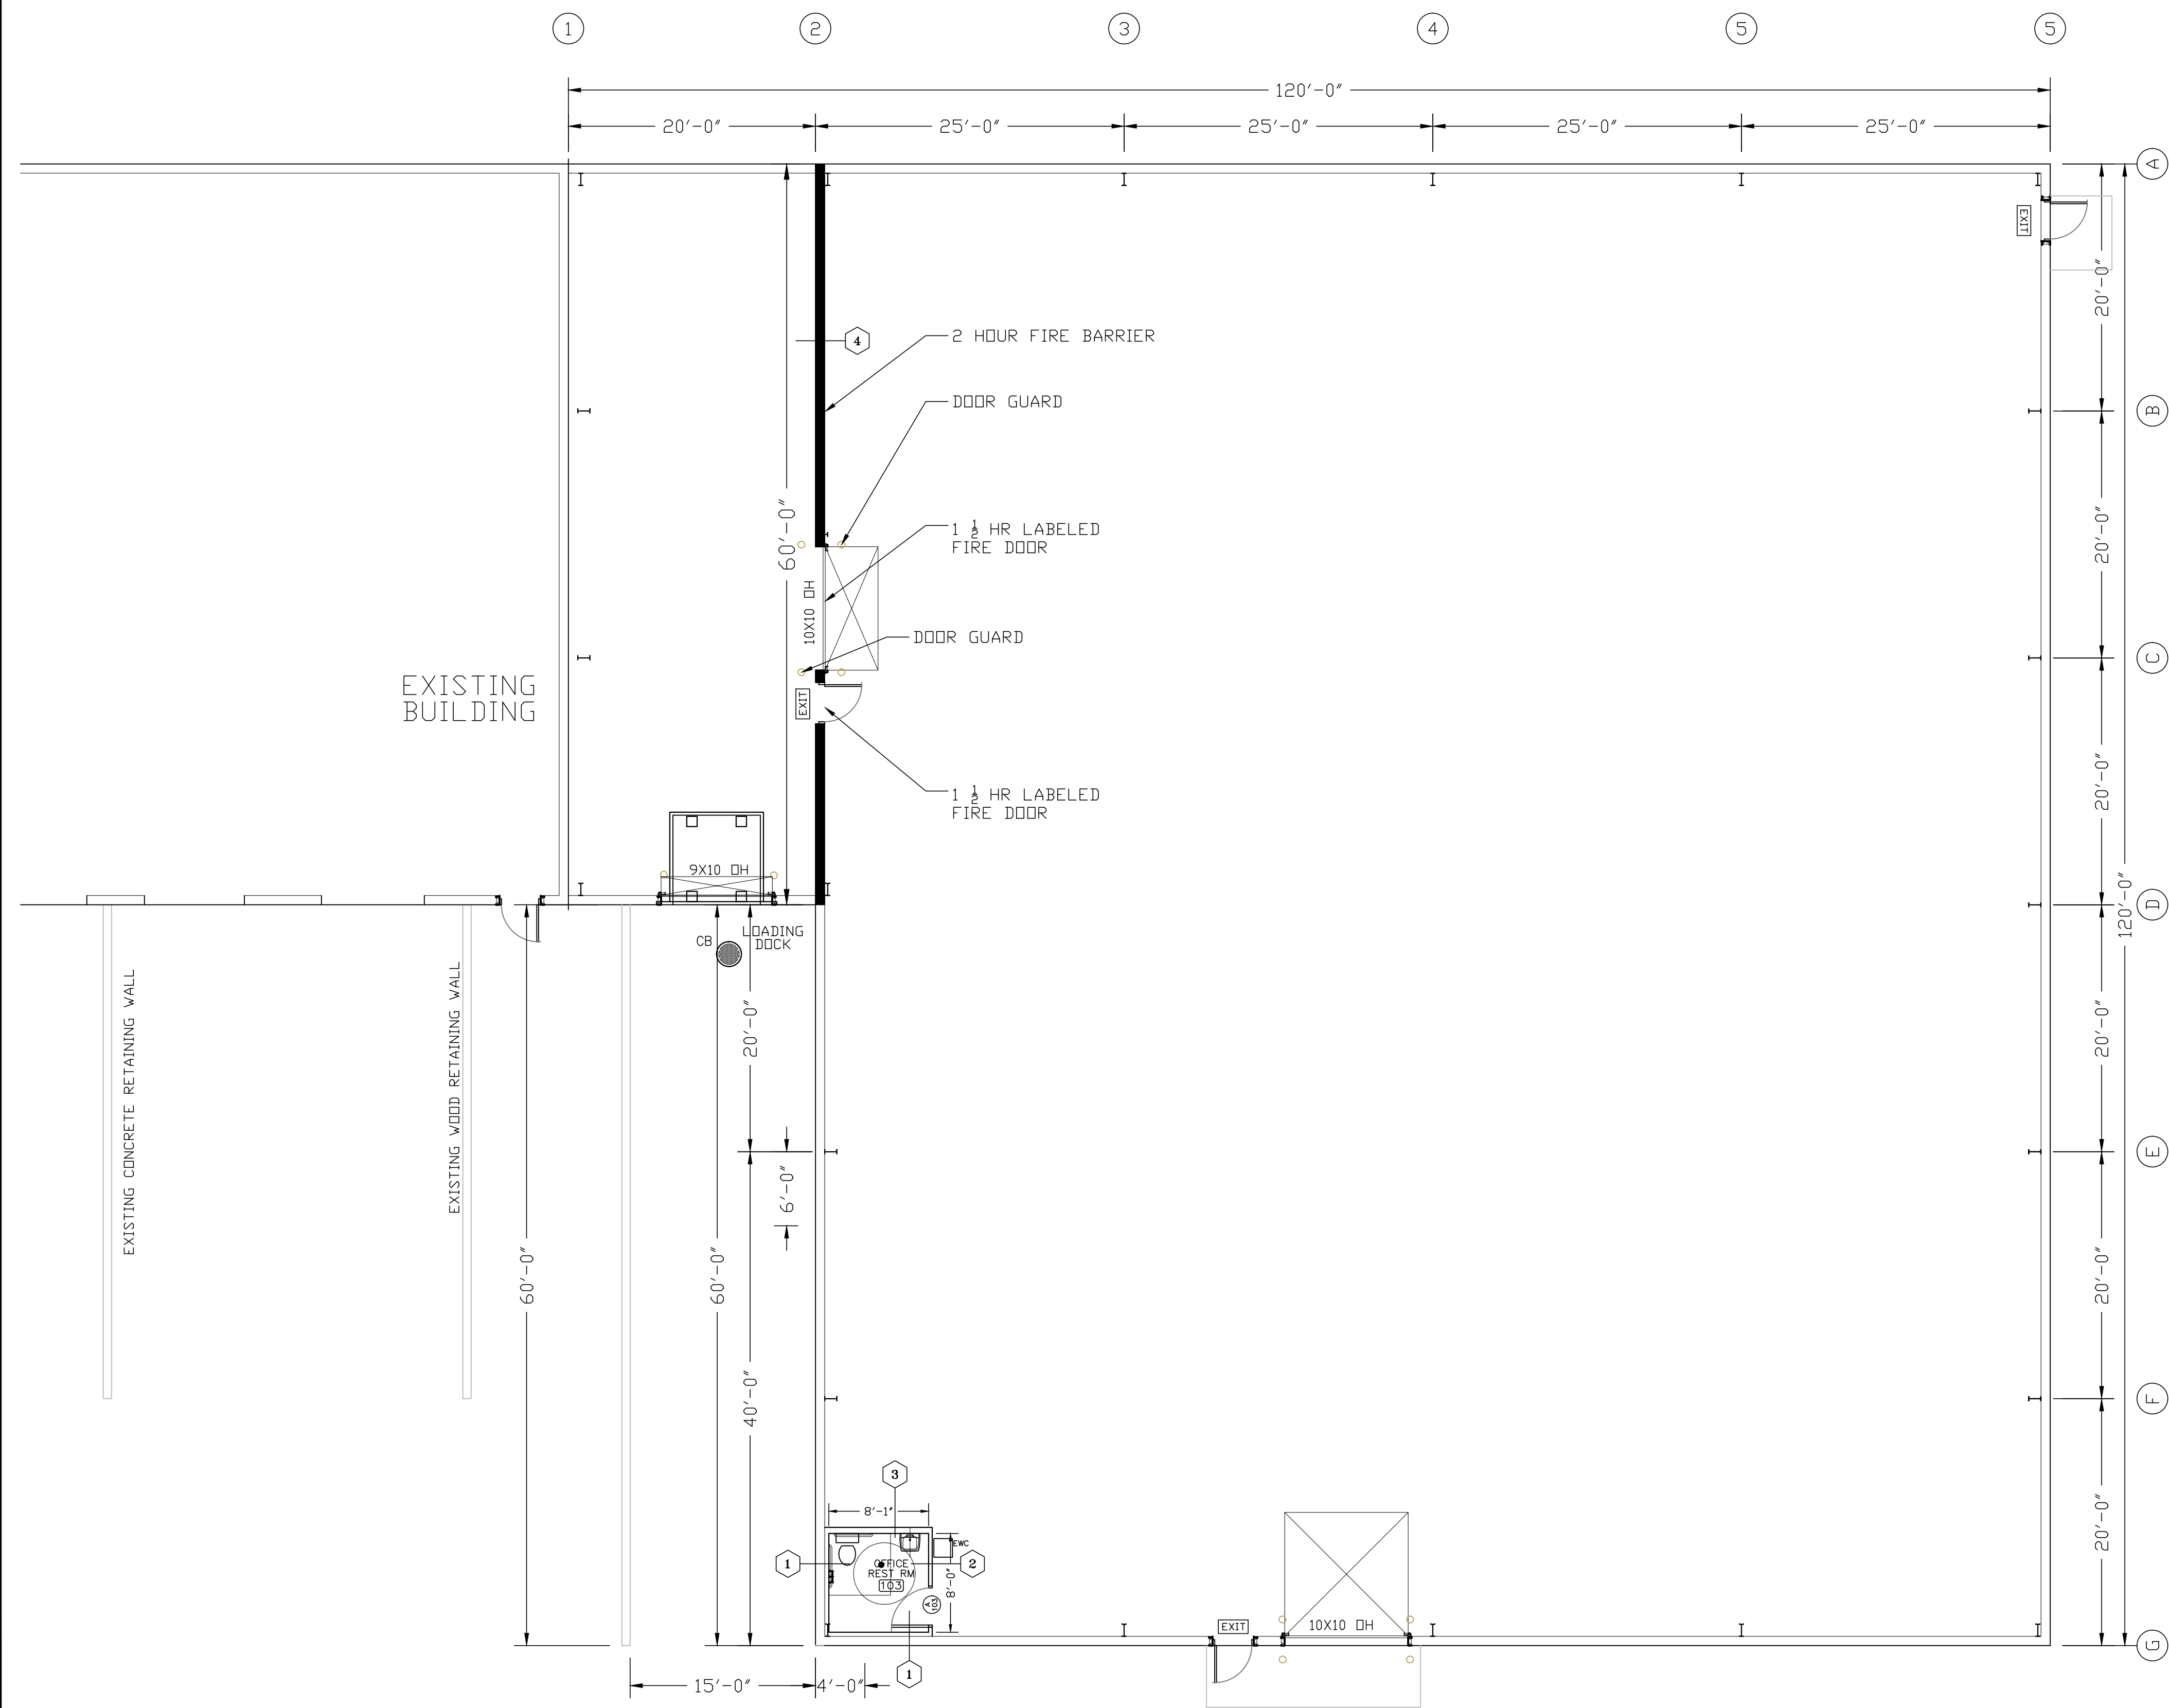 1 2 3 4 5 5
120'-0"
20'-0" 25'-0" 25'-0" 25'-0" 25'-0"
A
EXIT
20'-0"
2 HOUR FIRE BARRIER
4
DOOR GUARD
B
60'-0"
1 1/2 HR LABELED
FIRE DOOR
20'-0"
10X10 OH
DOOR GUARD
C
EXISTING
BUILDING
EXIT
20'-0"
1 1/2 HR LABELED
FIRE DOOR
9X10 OH
120'-0"
D
CB
LOADING
DOCK
EXISTING CONCRETE RETAINING WALL
EXISTING WOOD RETAINING WALL
20'-0"
20'-0"
E
6'-0"
60'-0"
60'-0"
20'-0"
40'-0"
F
3
8'-1"
20'-0"
EWC
1
OFFICE
REST RM
103
2
8'-0"
A
103
EXIT
10X10 OH
G
1
15'-0"
4'-0"